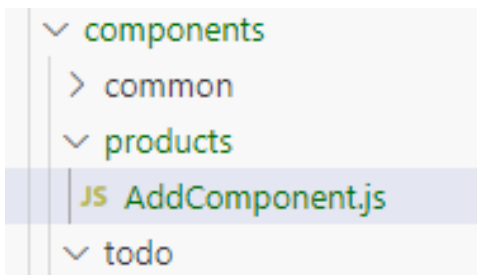 components
common
products
JS AddComponent.js
todo